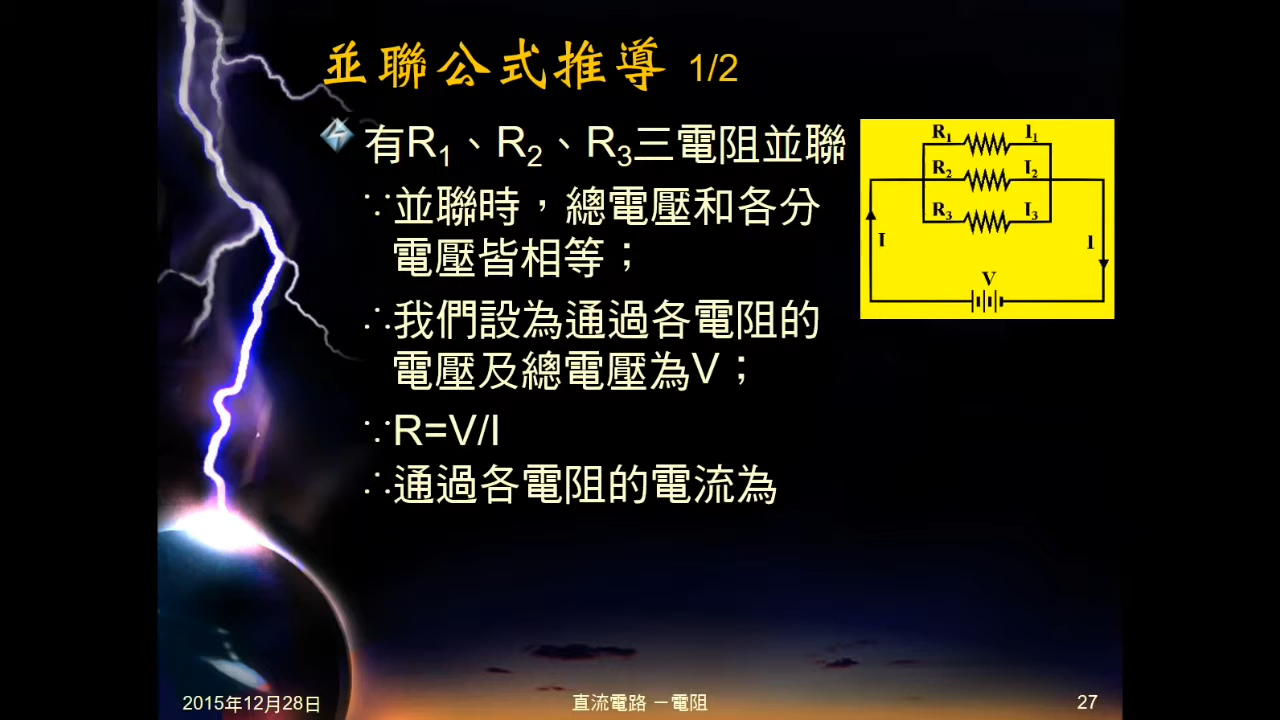 並聯公式推導 1/2
有R₁、R₂、R₃三電阻並聯
∵並聯時，總電壓和各分
電壓皆相等；
∴我們設為通過各電阻的
電壓及總電壓為V；
∵R=V/I
∴通過各電阻的電流為
R₁ I₁
R₂ I₂
R₃ I₃
I I
V
2015年12月28日 直流電路 －電阻 27